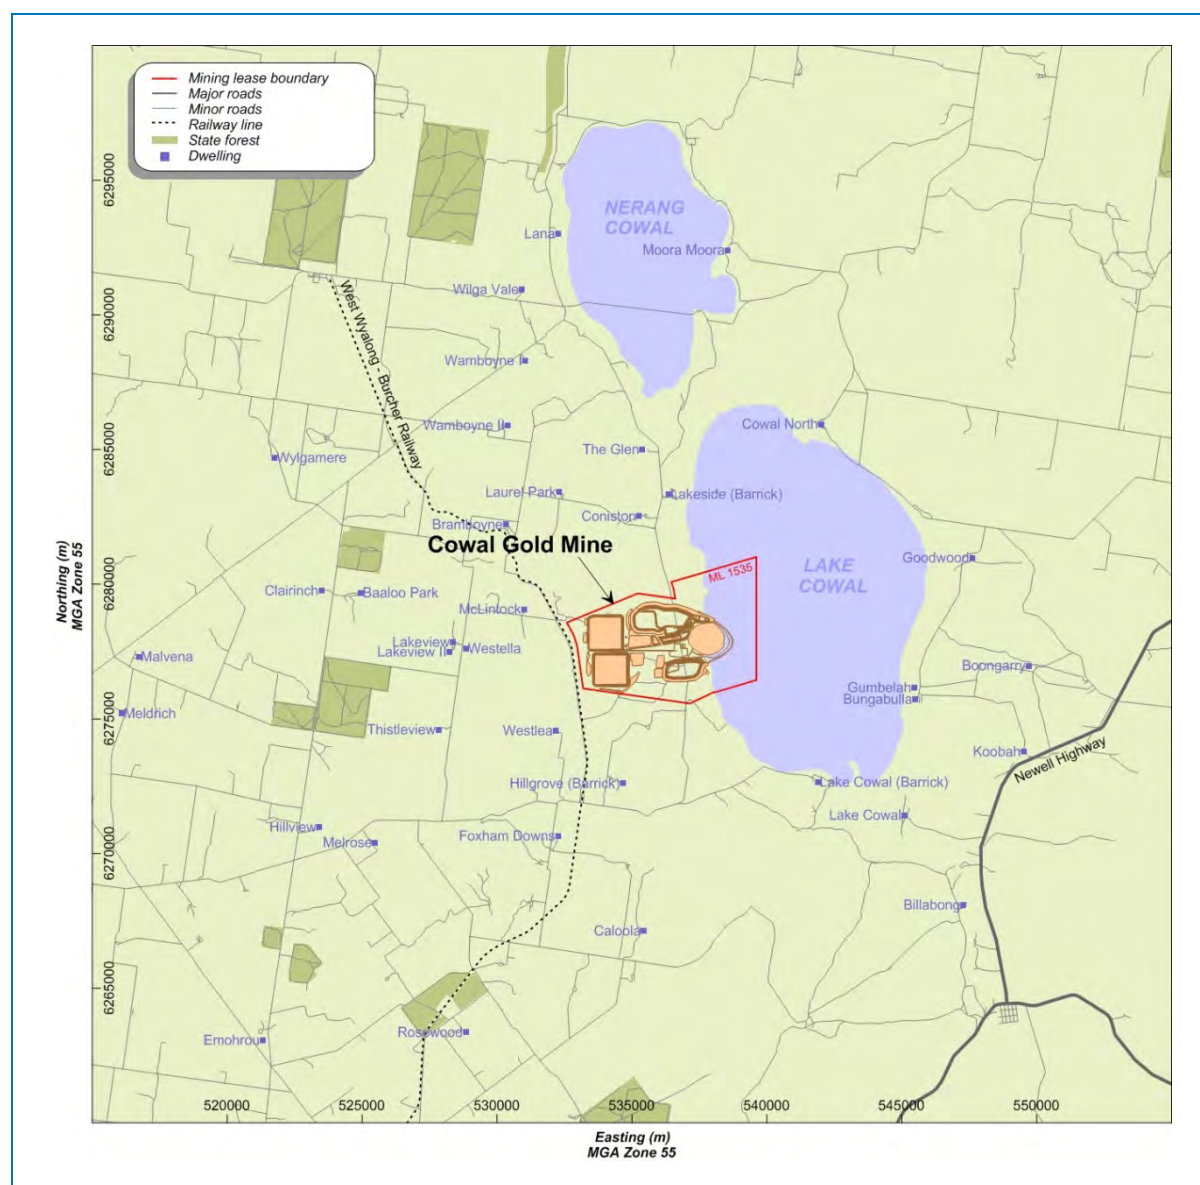 Mining lease boundary
Major roads
Minor roads
Railway line
State forest
Dwelling
NERANG
COWAL
Lana
Moora Moora
Wilga Vale
West Wyalong - Burcher Railway
Wamboyne I
Wamboyne II
Cowal North
The Glen
Wylgamere
Laurel Park
Lakeside (Barrick)
Coniston
Bramboyne
Cowal Gold Mine
LAKE
COWAL
Goodwood
ML 1535
Clairinch
Baaloo Park
McLintock
Lakeview
Lakeview II
Westella
Malvena
Boongarry
Gumbelah
Bungabulla
Meldrich
Thistleview
Westlea
Koobah
Newell Highway
Hillgrove (Barrick)
Lake Cowal (Barrick)
Lake Cowal
Hillview
Melrose
Foxham Downs
Billabong
Caloola
Rosewood
Emohrou
6295000
6290000
6285000
6280000
6275000
6270000
6265000
Northing (m)
MGA Zone 55
520000
525000
530000
535000
540000
545000
550000
Easting (m)
MGA Zone 55